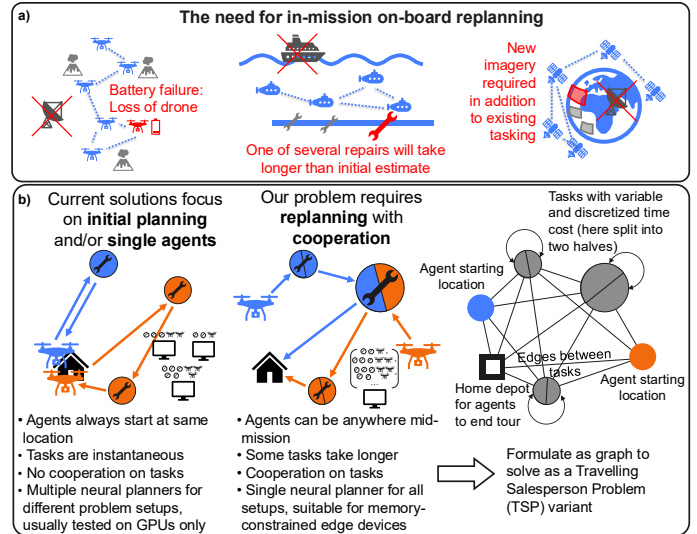 a)
The need for in-mission on-board replanning
Battery failure:
Loss of drone
One of several repairs will take
longer than initial estimate
New
imagery
required
in addition
to existing
tasking
b)
Current solutions focus
on initial planning
and/or single agents
• Agents always start at same
location
• Tasks are instantaneous
• No cooperation on tasks
• Multiple neural planners for
different problem setups,
usually tested on GPUs only
Our problem requires
replanning with
cooperation
...
• Agents can be anywhere mid-
mission
• Some tasks take longer
• Cooperation on tasks
• Single neural planner for all
setups, suitable for memory-
constrained edge devices
Tasks with variable
and discretized time
cost (here split into
two halves)
Agent starting
location
Edges between
tasks
Home depot
for agents
to end tour
Agent starting
location
Formulate as graph to
solve as a Travelling
Salesperson Problem
(TSP) variant